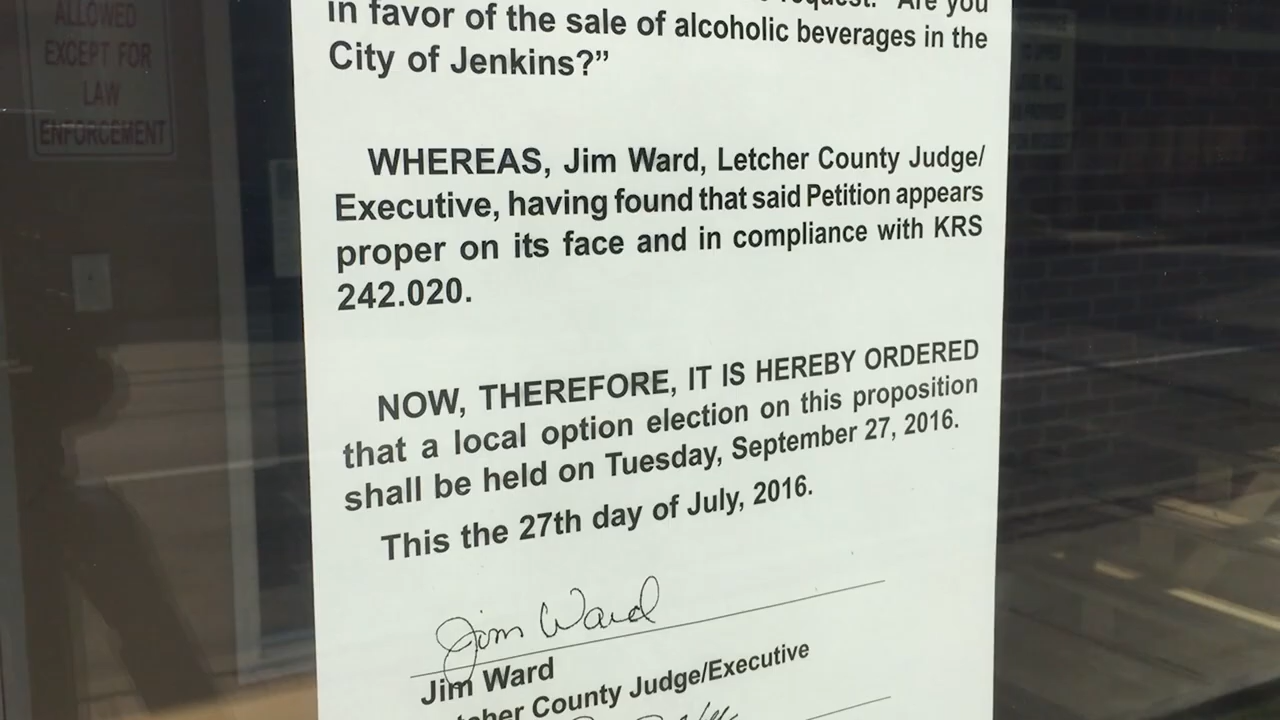 ALLOWED
EXCEPT FOR
LAW
ENFORCEMENT
request: "Are you
in favor of the sale of alcoholic beverages in the
City of Jenkins?”
WHEREAS, Jim Ward, Letcher County Judge/
Executive, having found that said Petition appears
proper on its face and in compliance with KRS
242.020.
NOW, THEREFORE, IT IS HEREBY ORDERED
that a local option election on this proposition
shall be held on Tuesday, September 27, 2016.
This the 27th day of July, 2016.
Jim Ward
Jim Ward
County Judge/Executive